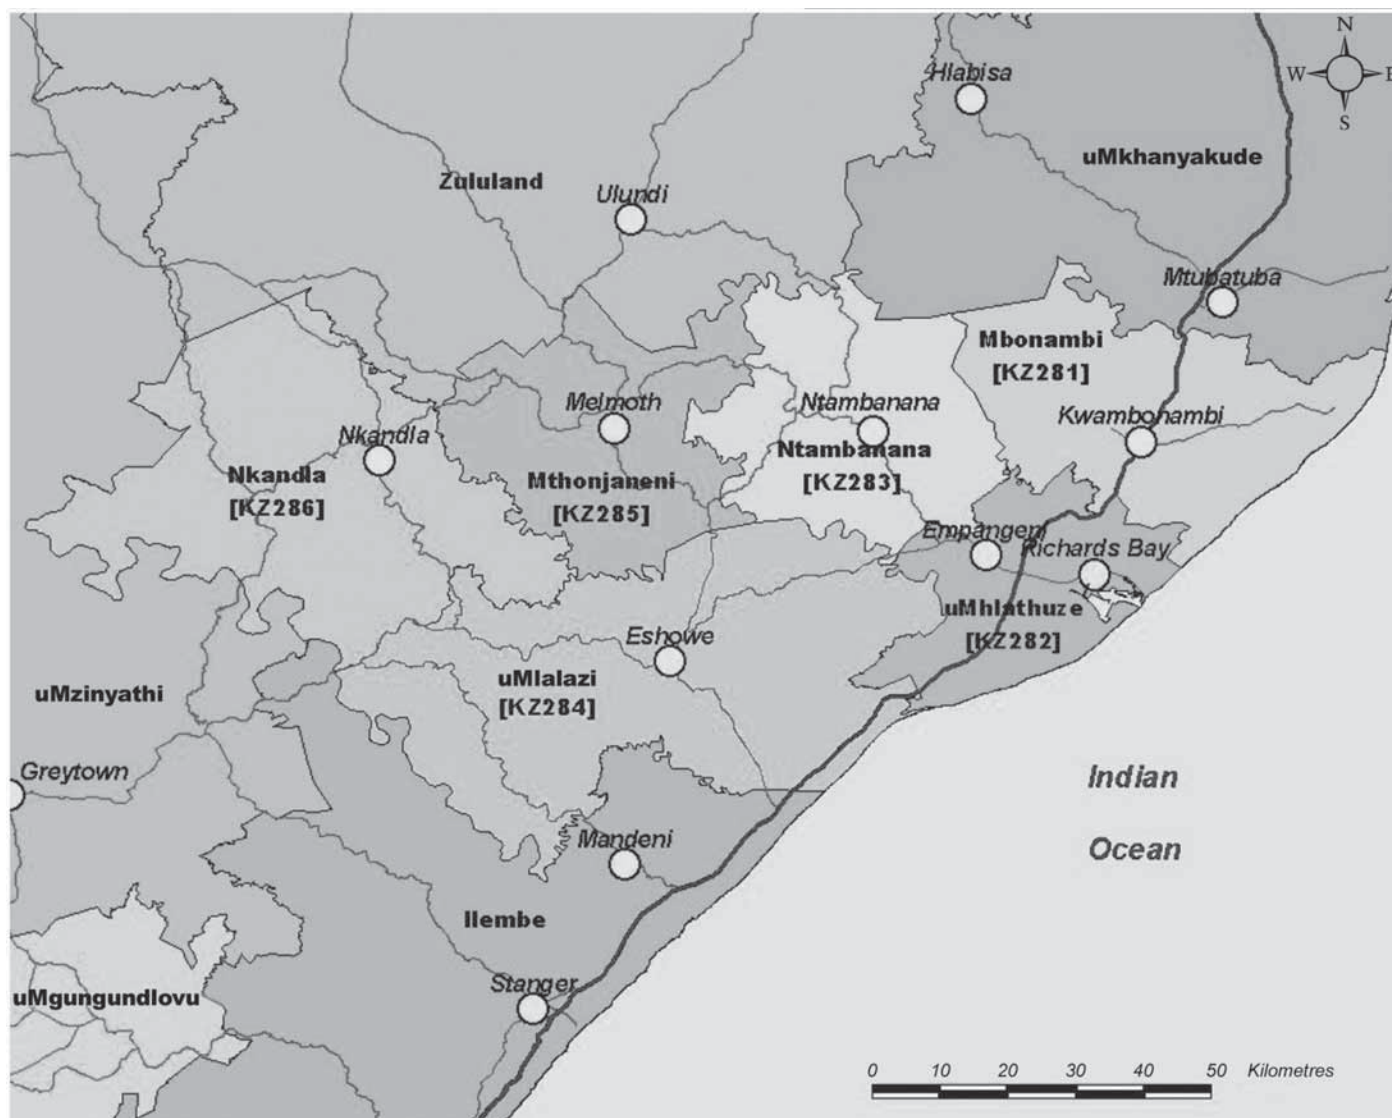 N
Hlabisa
W
E
S
uMkhanyakude
Zululand
Ulundi
Mtubatuba
Mbonambi
[KZ281]
Melmoth
Ntambanana
Kwambonambi
Nkandla
Ntambanana
[KZ283]
Nkandla
[KZ286]
Mthonjaneni
[KZ285]
Empangeni
Richards Bay
uMhlathuze
[KZ282]
Eshowe
uMlalazi
[KZ284]
uMzinyathi
Greytown
Indian
Ocean
Mandeni
Ilembe
Stanger
uMgungundlovu
0 10 20 30 40 50 Kilometres